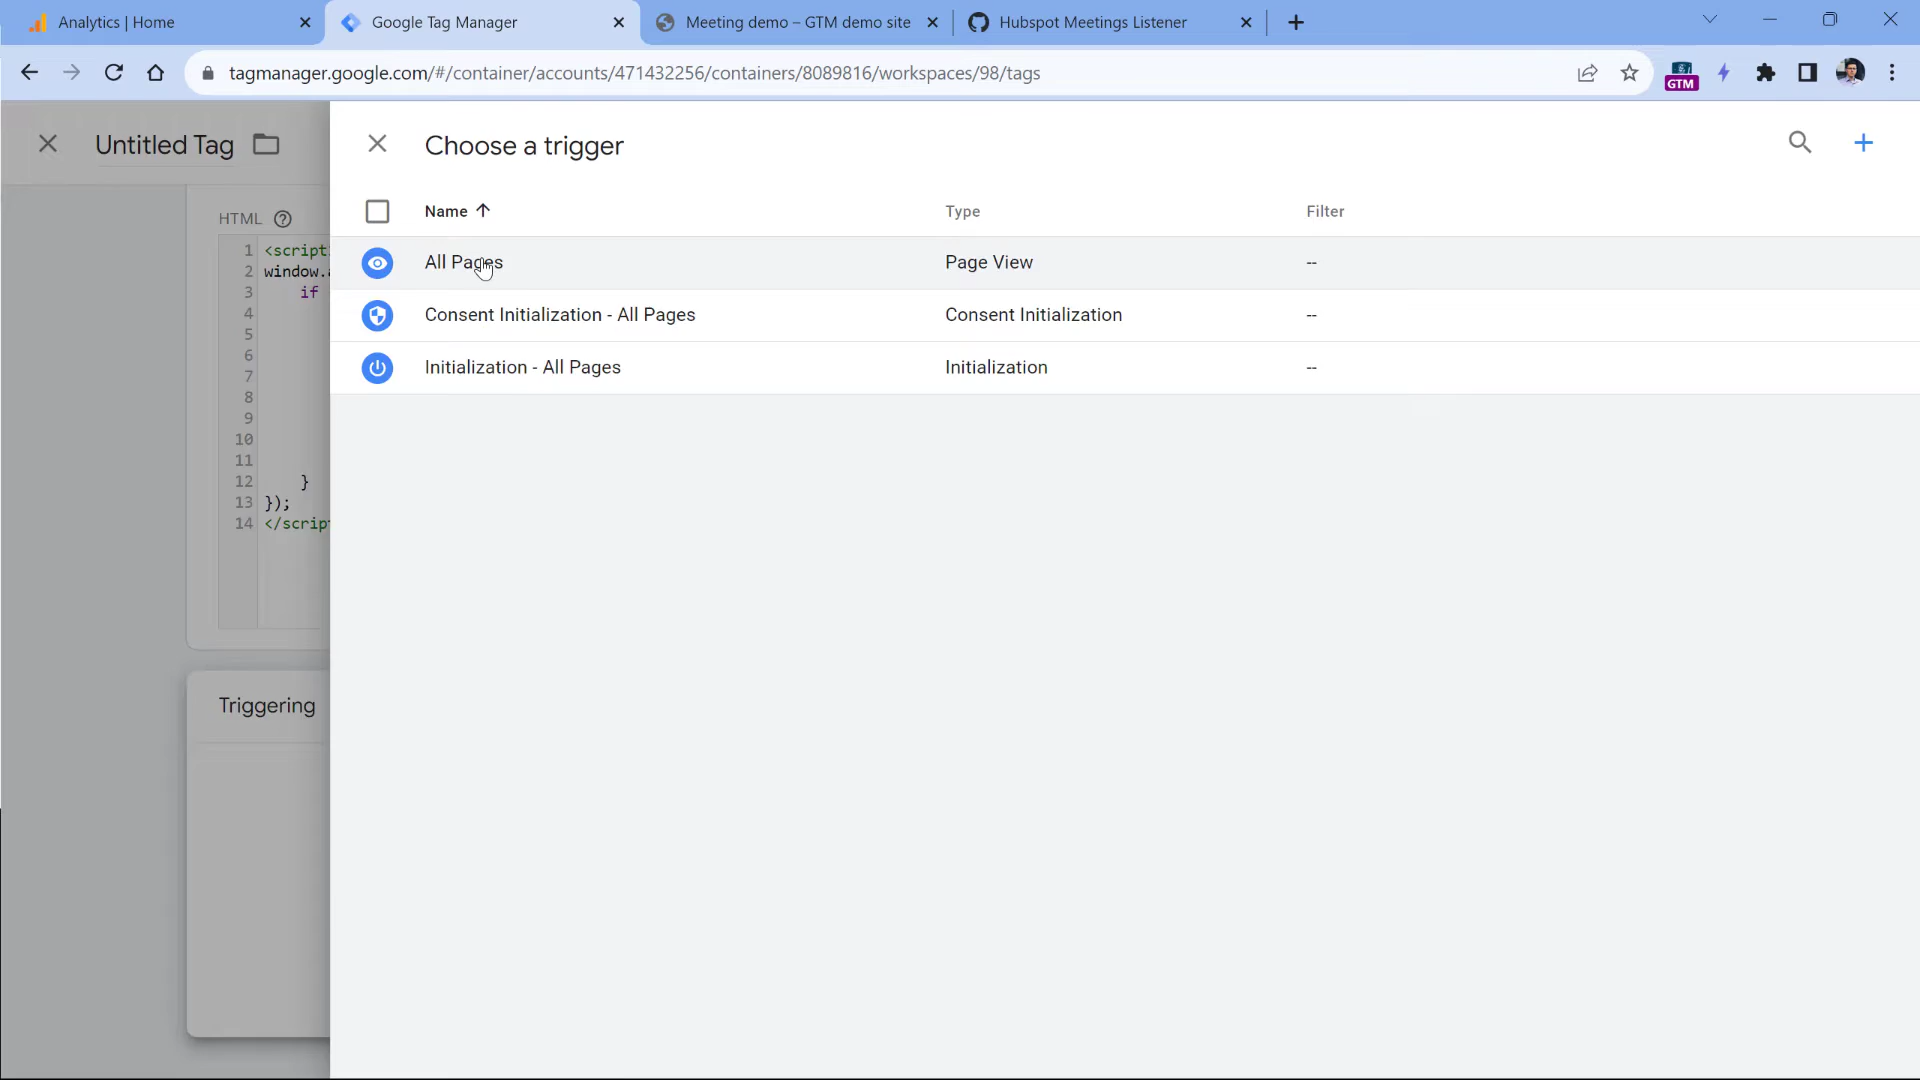 Analytics | Home
Google Tag Manager
Meeting demo – GTM demo site
Hubspot Meetings Listener
tagmanager.google.com/#/container/accounts/471432256/containers/8089816/workspaces/98/tags
GTM
Untitled Tag
Choose a trigger
Name
Type
Filter
All Pages
Page View
--
Consent Initialization - All Pages
Consent Initialization
--
Initialization - All Pages
Initialization
--
HTML
1 <script>
2 window.
3 if
4
5
6
7
8
9
10
11
12 }
13 });
14 </scrip
Triggering